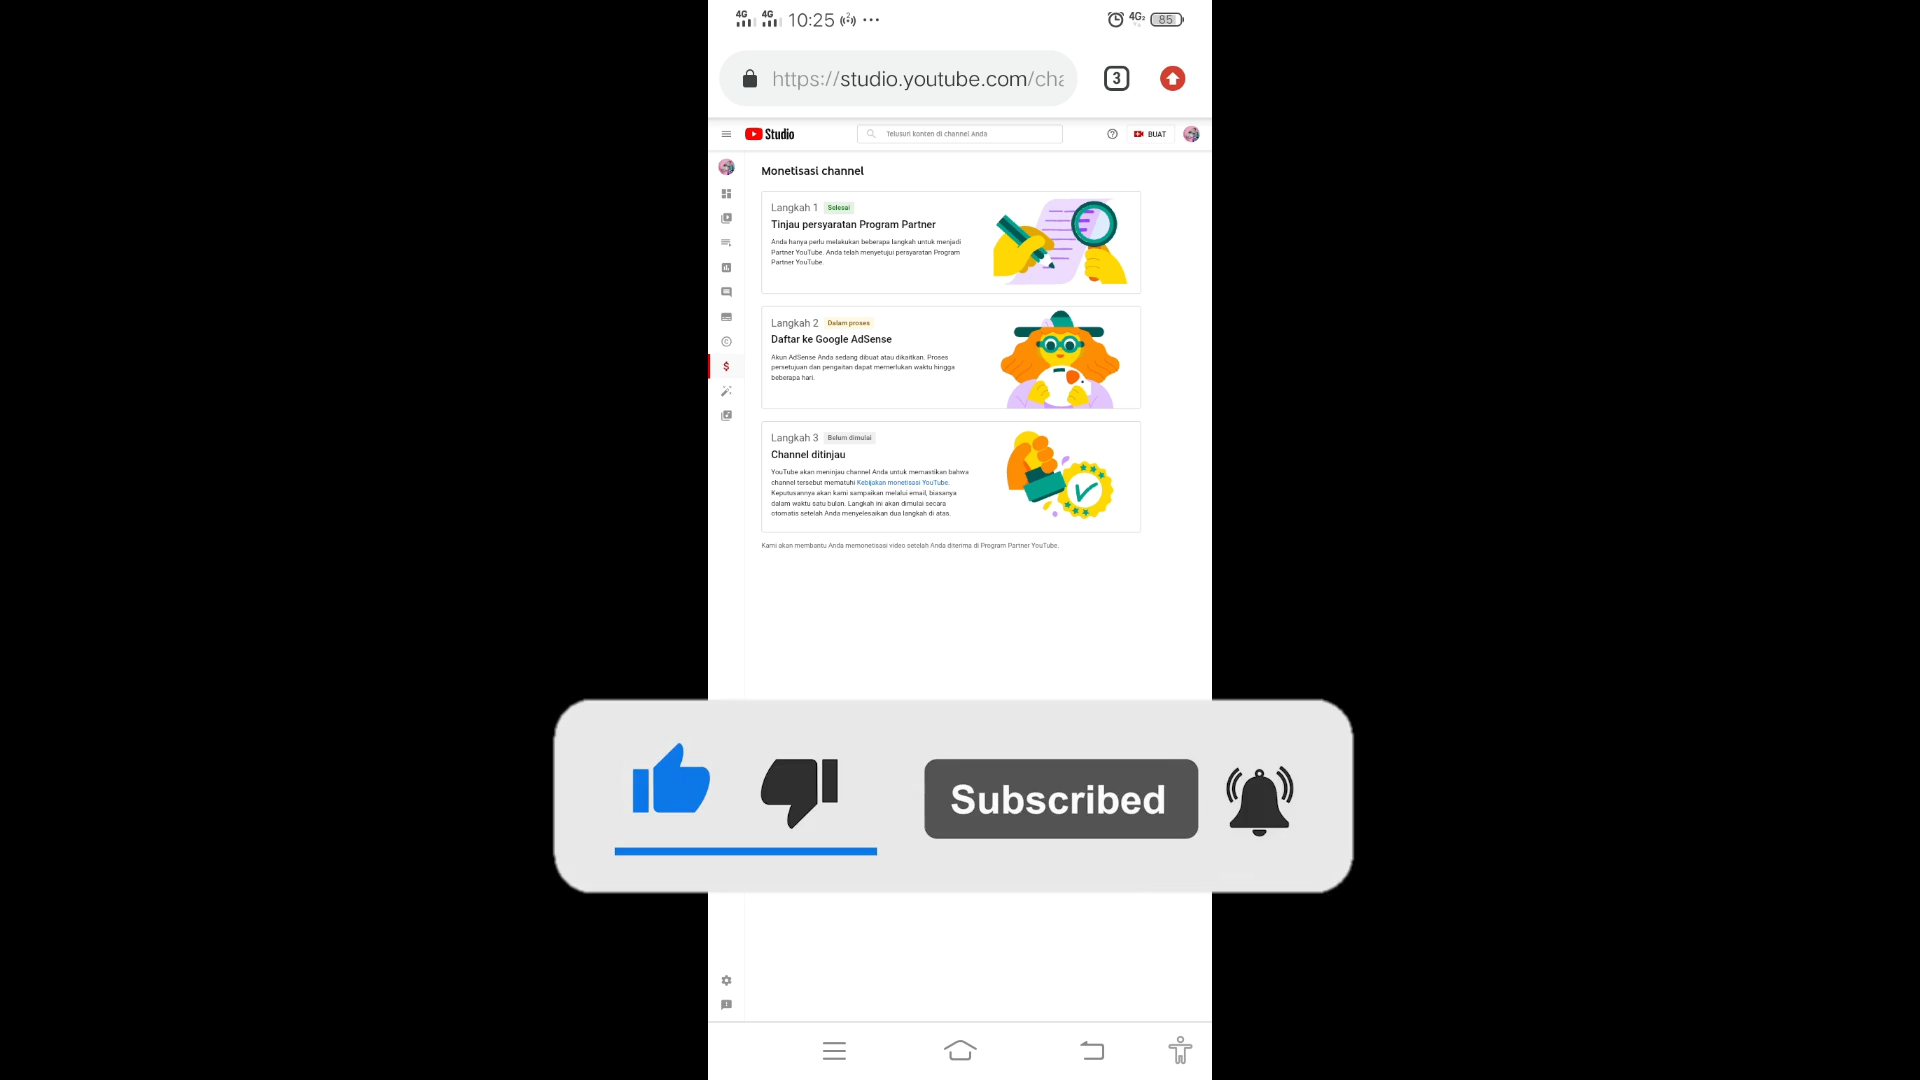 4G 4G 10:25 4G2 85
https://studio.youtube.com/cha 3
Studio Telusuri konten di channel Anda BUAT
Monetisasi channel
Langkah 1 Selesai
Tinjau persyaratan Program Partner
Anda hanya perlu melakukan beberapa langkah untuk menjadi
Partner YouTube. Anda telah menyetujui persyaratan Program
Partner YouTube.
Langkah 2 Dalam proses
Daftar ke Google AdSense
Akun AdSense Anda sedang dibuat atau dikaitkan. Proses
persetujuan dan pengaitan dapat memerlukan waktu hingga
beberapa hari.
Langkah 3 Belum dimulai
Channel ditinjau
YouTube akan meninjau channel Anda untuk memastikan bahwa
channel tersebut mematuhi Kebijakan monetisasi YouTube.
Keputusannya akan kami sampaikan melalui email, biasanya
dalam waktu satu bulan. Langkah ini akan dimulai secara
otomatis setelah Anda menyelesaikan dua langkah di atas.
Kami akan membantu Anda memonetisasi video setelah Anda diterima di Program Partner YouTube.
Subscribed